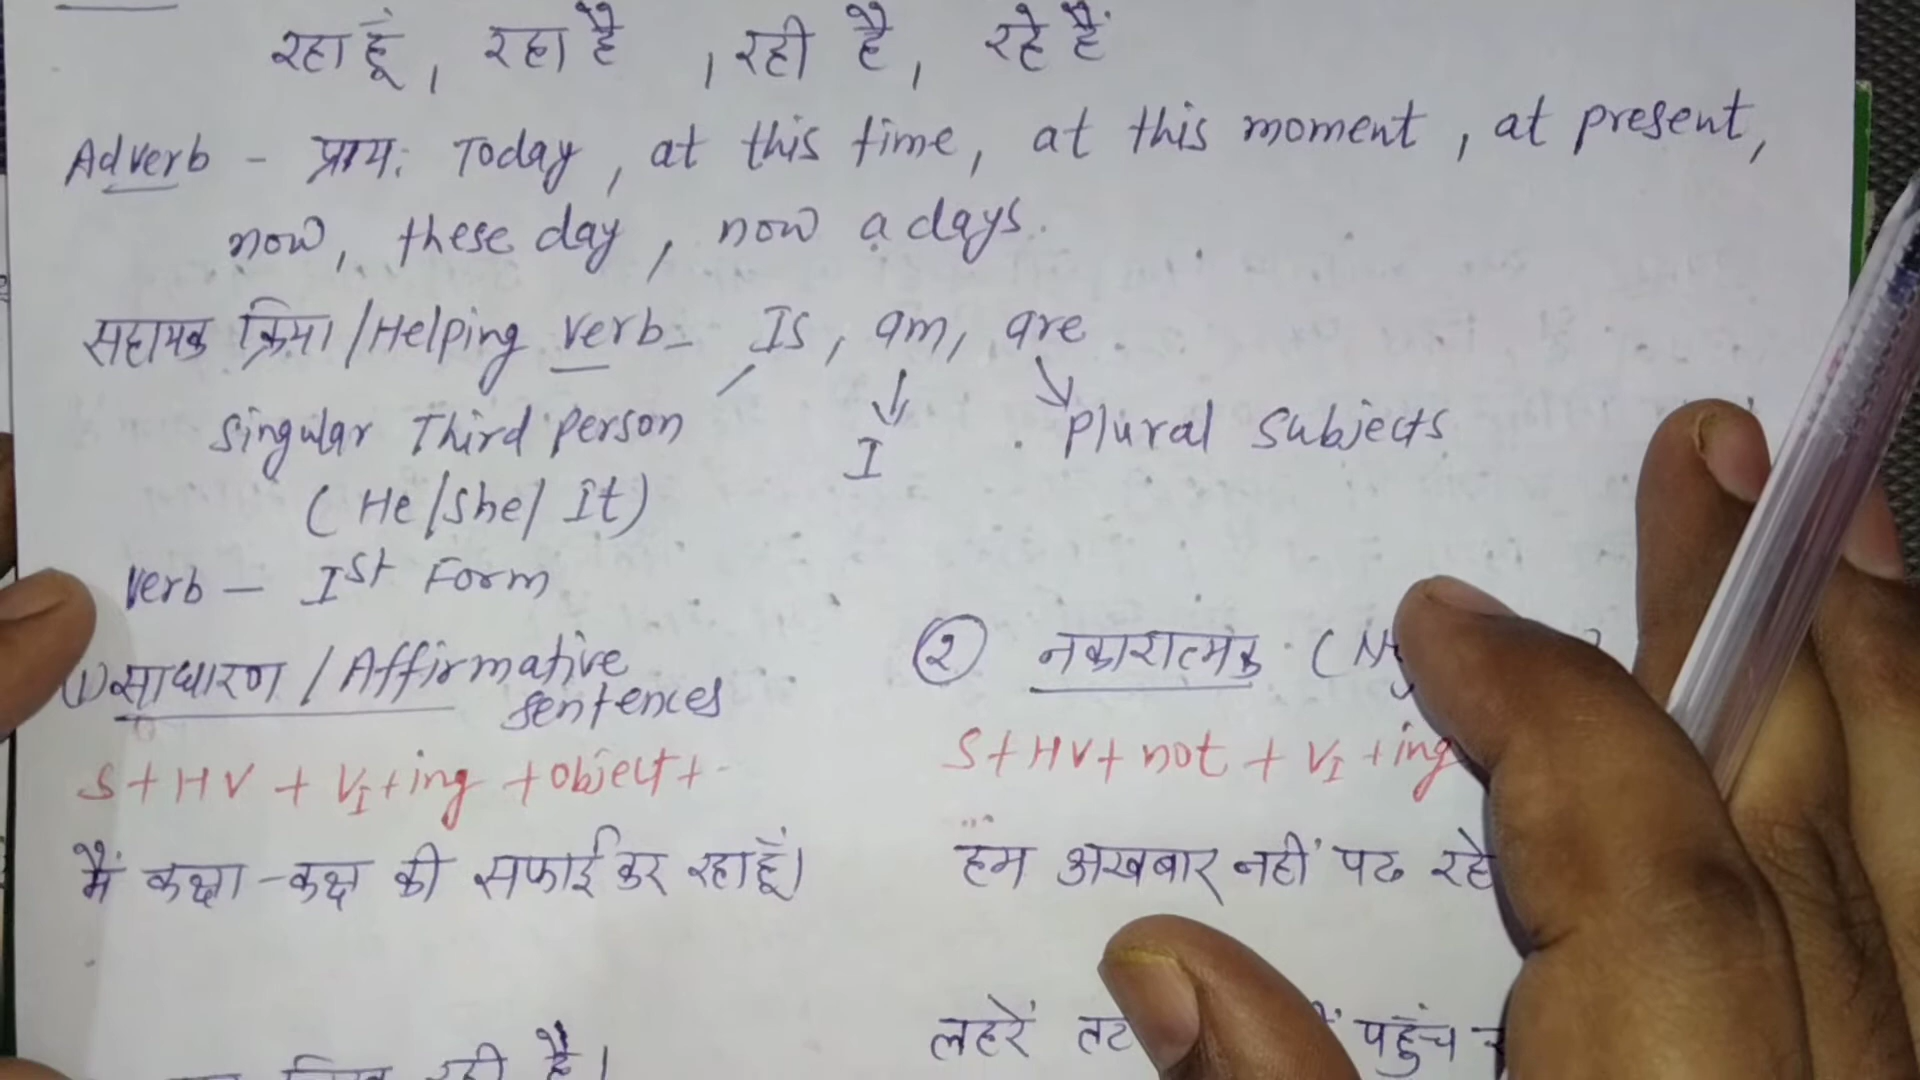 रहा हूँ, रहा है, रही है, रहे हैं
Adverb - प्राय: Today, at this time, at this moment, at present,
now, these day, now a days.
सहायक क्रिया/Helping verb - Is, am, are
Singular Third person I Plural Subjects
(He/She/It)
Verb - Ist Form
(1) साधारण / Affirmative sentences
S + HV + VI + ing + object + -
मैं कक्षा-कक्ष की सफाई कर रहा हूँ।
(२) नकारात्मक (
S + HV + not + VI + ing
हम अखबार नहीं पढ रहे
लहरें तट पहुँच
रही है।